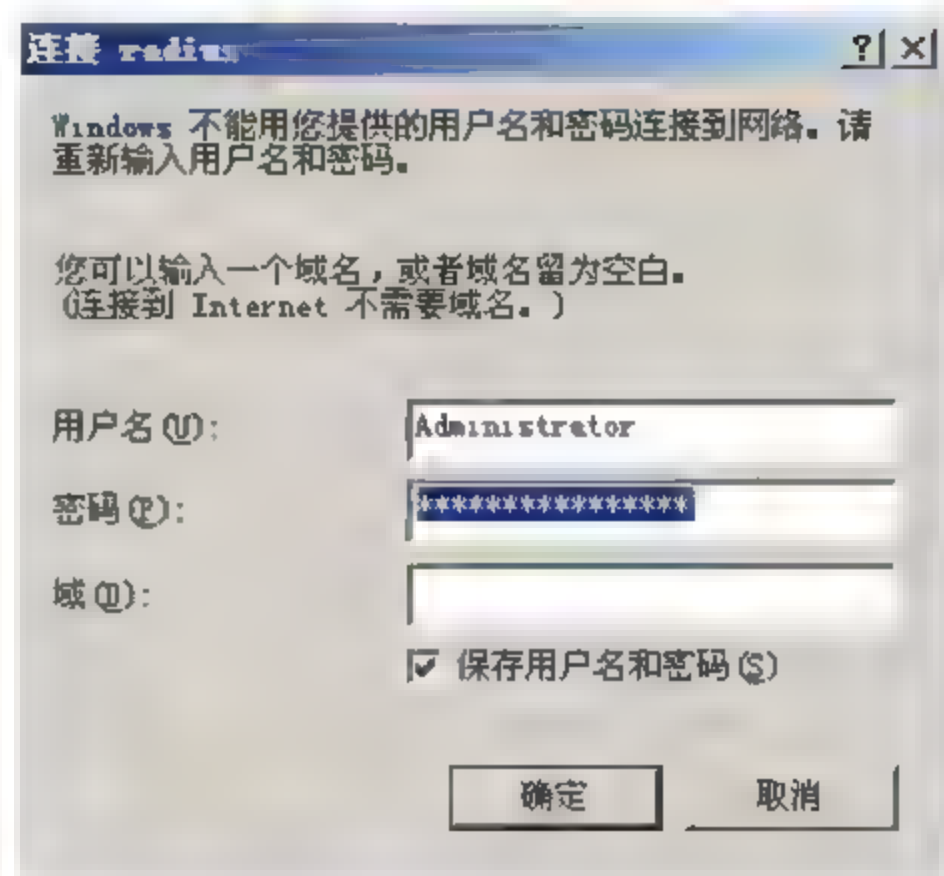 连接 radius
Windows 不能用您提供的用户名和密码连接到网络。请
重新输入用户名和密码。
您可以输入一个域名，或者域名留为空白。
(连接到 Internet 不需要域名。)
用户名(U):
Administrator
密码(P):
****************
域(D):
保存用户名和密码(S)
确定
取消